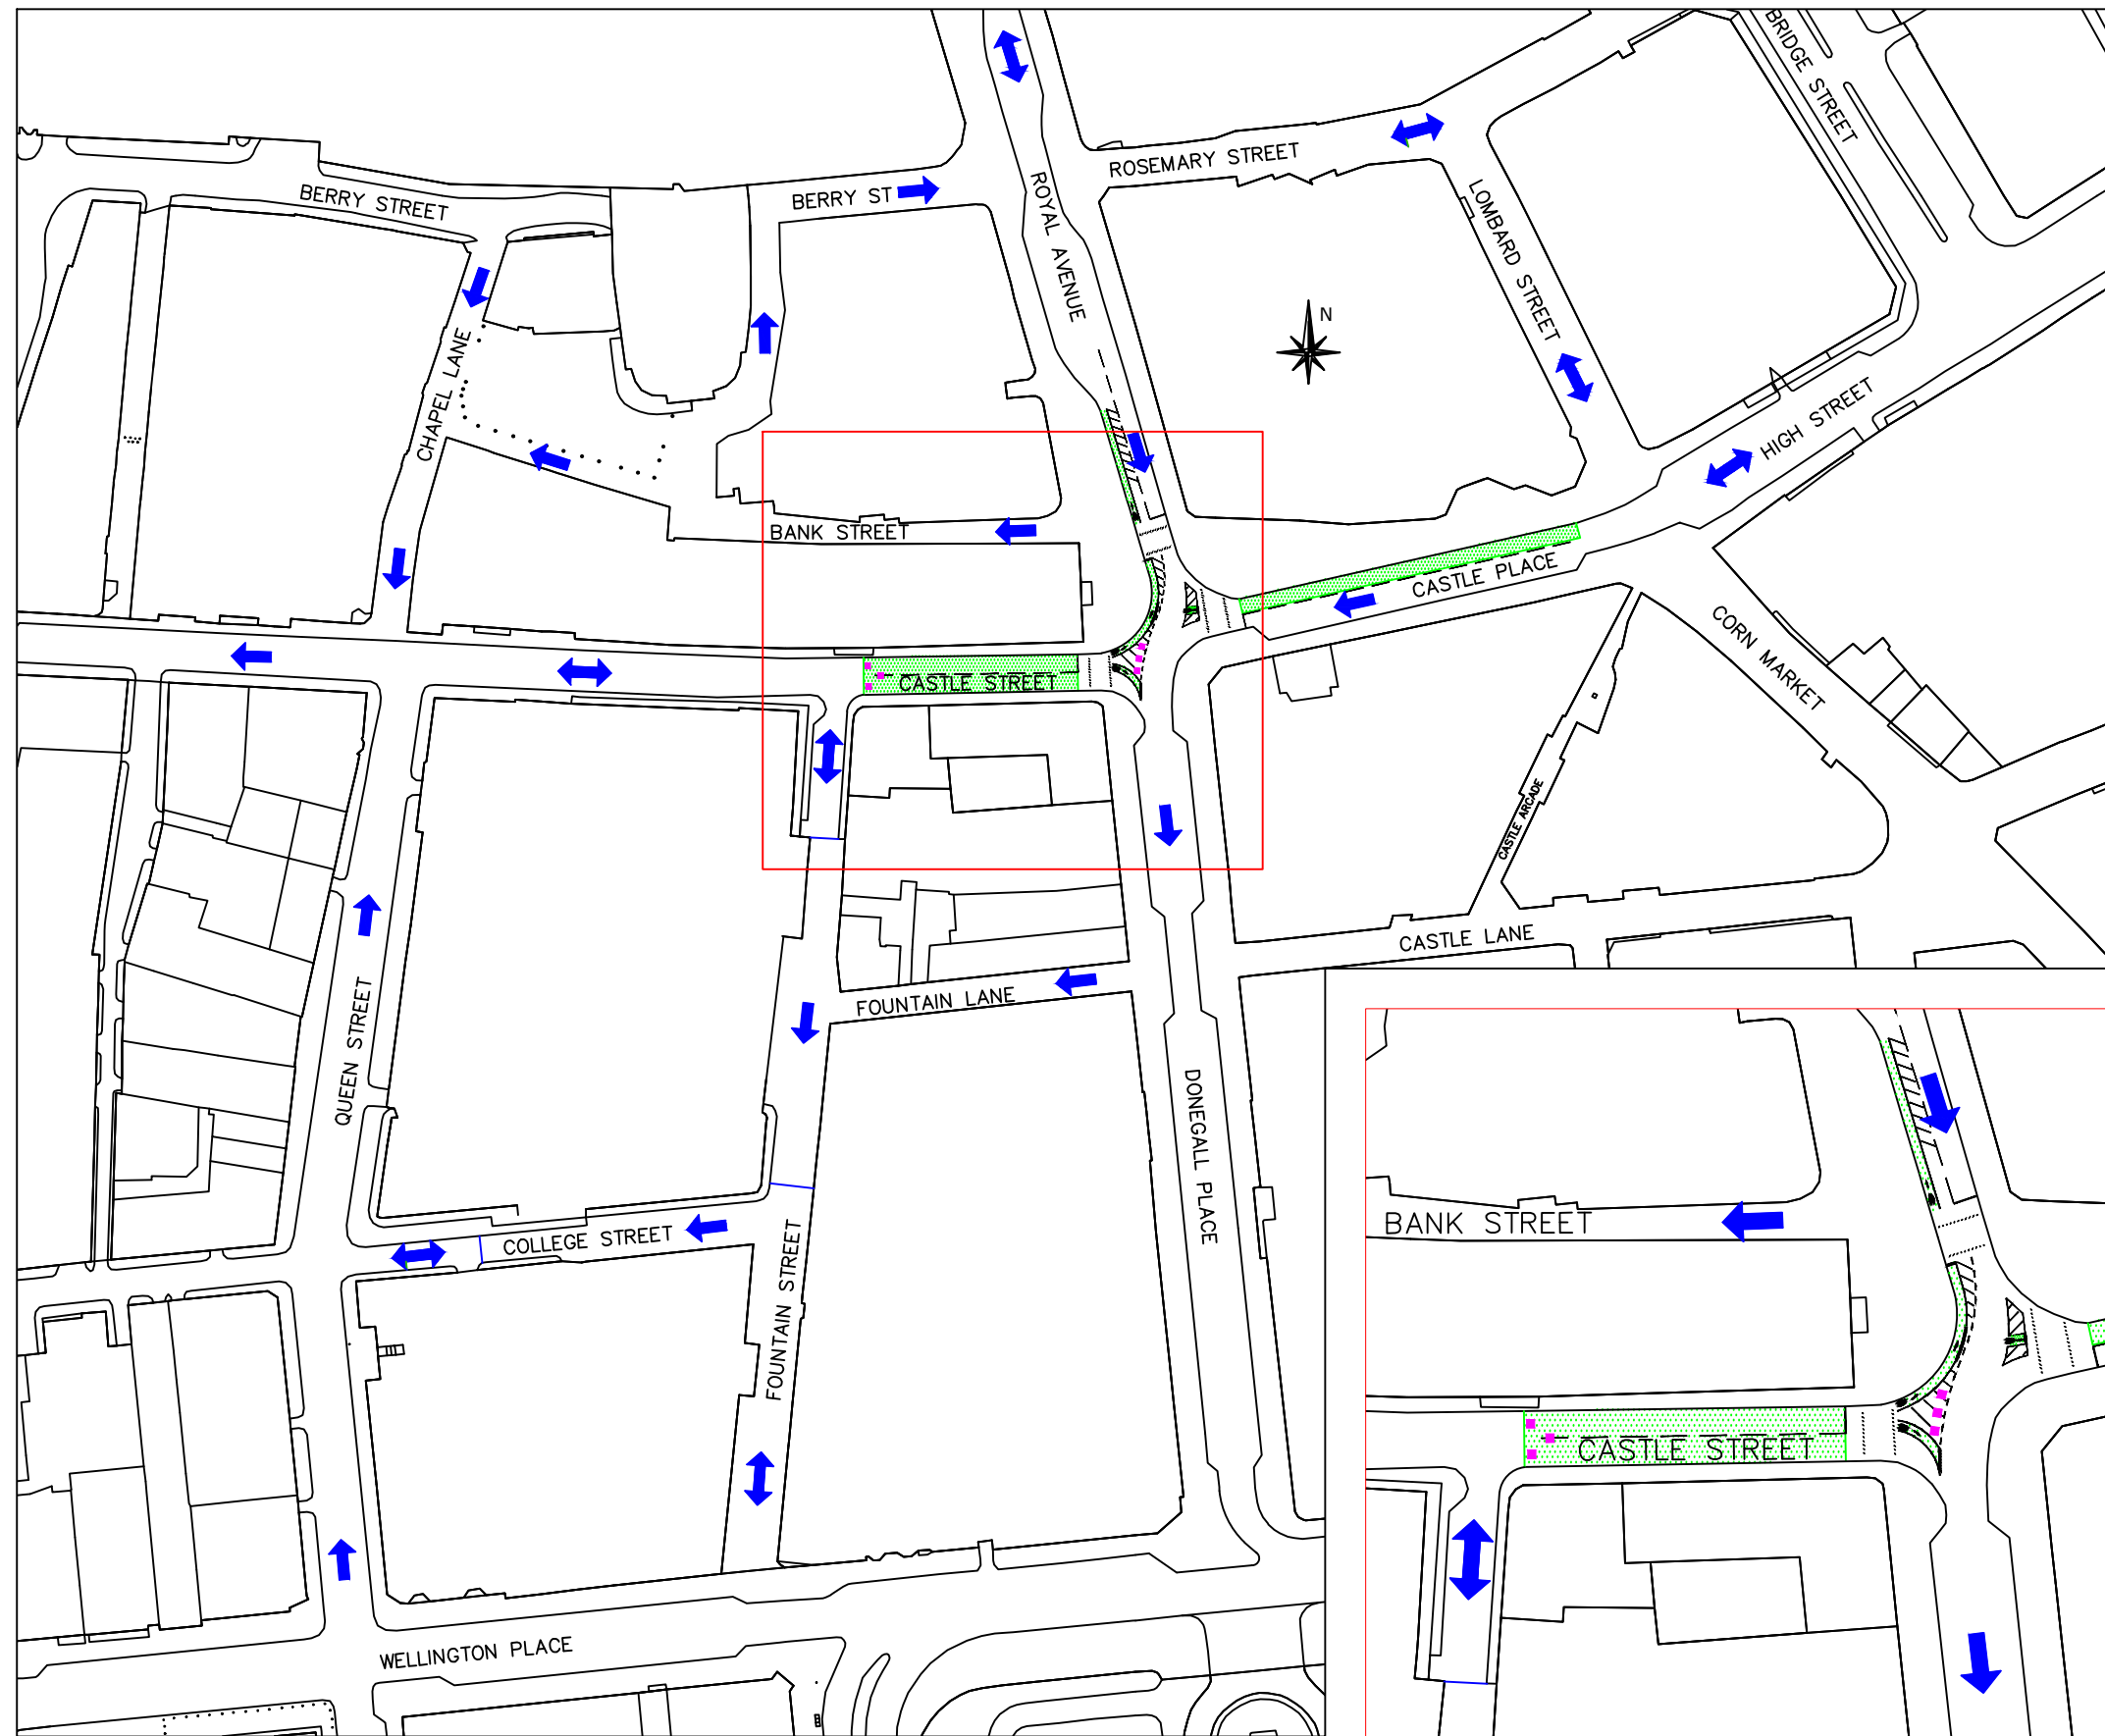 BRIDGE STREET
ROSEMARY STREET
BERRY STREET
BERRY ST
ROYAL AVENUE
LOMBARD STREET
N
CHAPEL LANE
HIGH STREET
BANK STREET
CASTLE PLACE
CORN MARKET
CASTLE STREET
CASTLE ARCADE
CASTLE LANE
FOUNTAIN LANE
QUEEN STREET
DONEGALL PLACE
COLLEGE STREET
FOUNTAIN STREET
WELLINGTON PLACE
BANK STREET
CASTLE STREET